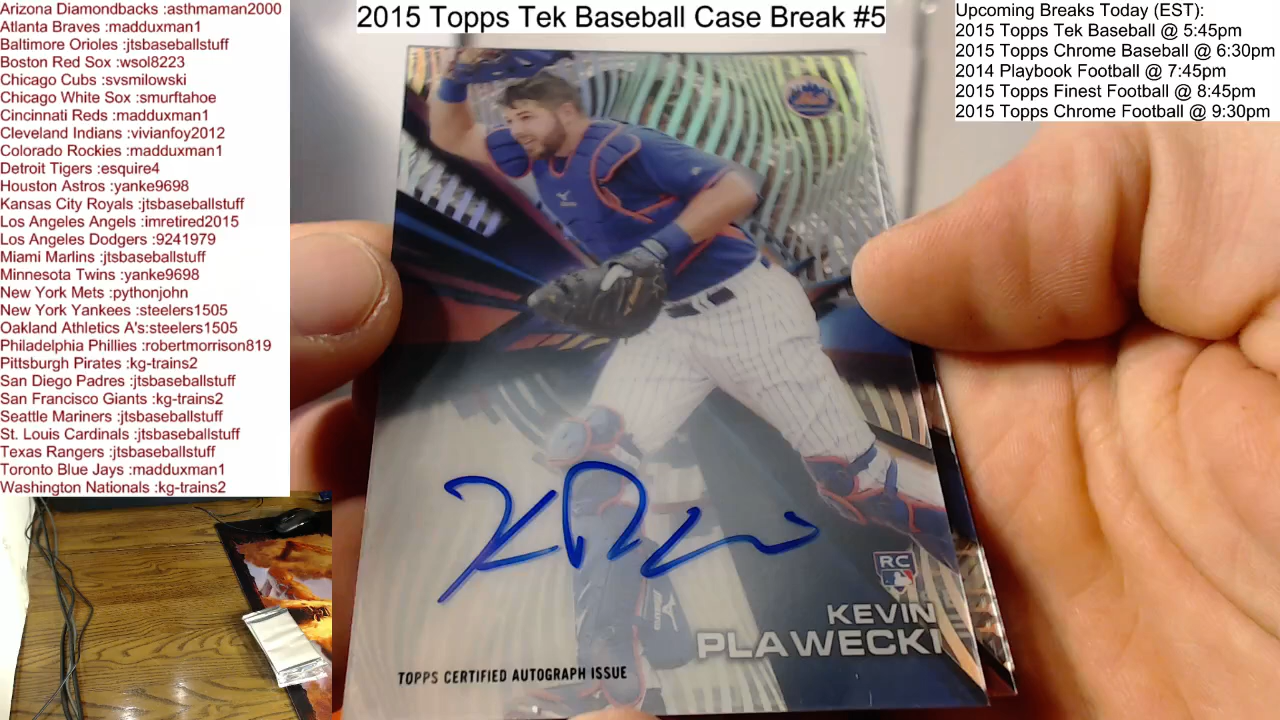 Arizona Diamondbacks :asthmaman2000
Atlanta Braves :madduxman1
Baltimore Orioles :jtsbaseballstuff
Boston Red Sox :wsol8223
Chicago Cubs :svsmilowski
Chicago White Sox :smurftahoe
Cincinnati Reds :madduxman1
Cleveland Indians :vivianfoy2012
Colorado Rockies :madduxman1
Detroit Tigers :esquire4
Houston Astros :yanke9698
Kansas City Royals :jtsbaseballstuff
Los Angeles Angels :imretired2015
Los Angeles Dodgers :9241979
Miami Marlins :jtsbaseballstuff
Minnesota Twins :yanke9698
New York Mets :pythonjohn
New York Yankees :steelers1505
Oakland Athletics A's:steelers1505
Philadelphia Phillies :robertmorrison819
Pittsburgh Pirates :kg-trains2
San Diego Padres :jtsbaseballstuff
San Francisco Giants :kg-trains2
Seattle Mariners :jtsbaseballstuff
St. Louis Cardinals :jtsbaseballstuff
Texas Rangers :jtsbaseballstuff
Toronto Blue Jays :madduxman1
Washington Nationals :kg-trains2
2015 Topps Tek Baseball Case Break #5
Upcoming Breaks Today (EST):
2015 Topps Tek Baseball @ 5:45pm
2015 Topps Chrome Baseball @ 6:30pm
2014 Playbook Football @ 7:45pm
2015 Topps Finest Football @ 8:45pm
2015 Topps Chrome Football @ 9:30pm
RC
KEVIN
PLAWECKI
TOPPS CERTIFIED AUTOGRAPH ISSUE